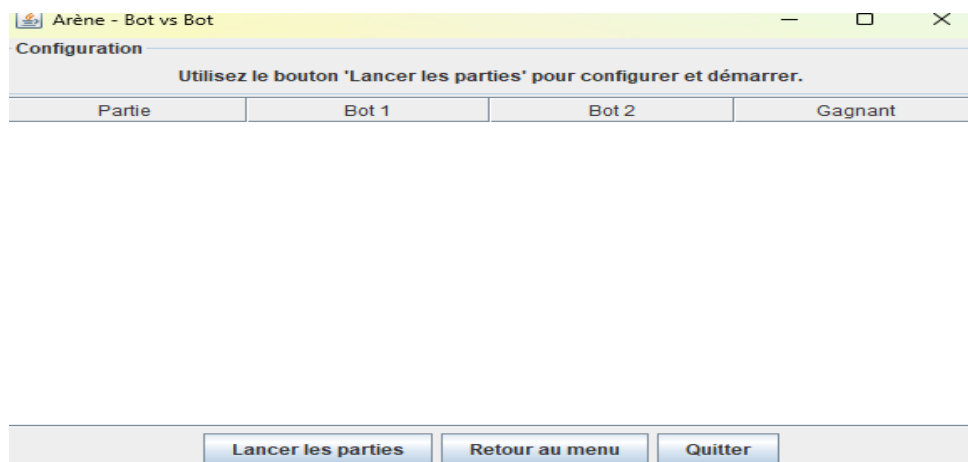 Arène - Bot vs Bot
Configuration
Utilisez le bouton 'Lancer les parties' pour configurer et démarrer.
Partie Bot 1 Bot 2 Gagnant
Lancer les parties Retour au menu Quitter